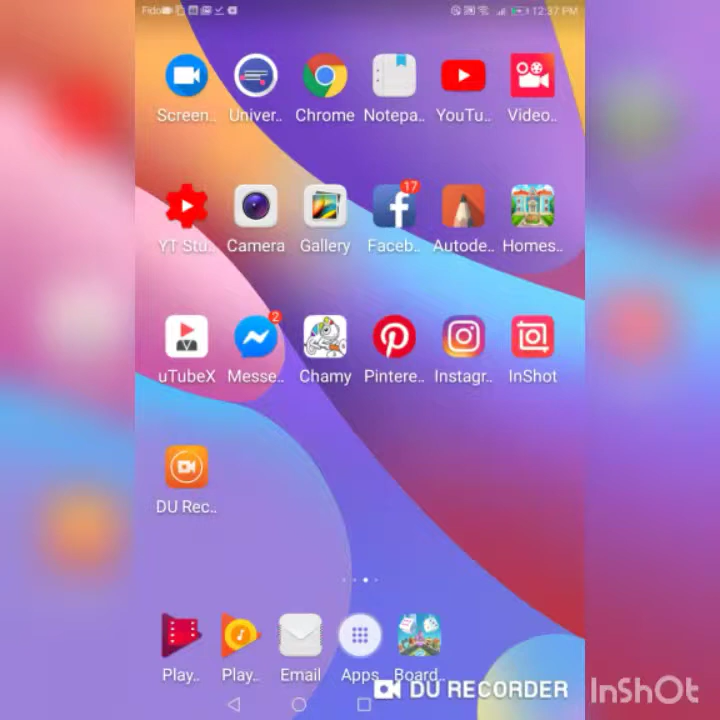 Fido 12:37 PM
Screen.. Univer.. Chrome Notepa.. YouTu.. Video..
17
YT Stu.. Camera Gallery Faceb.. Autode.. Homes..
2
uTubeX Messe.. Chamy Pintere.. Instagr.. InShot
DU Rec..
Play.. Play.. Email Apps Board..
DU RECORDER InShOt